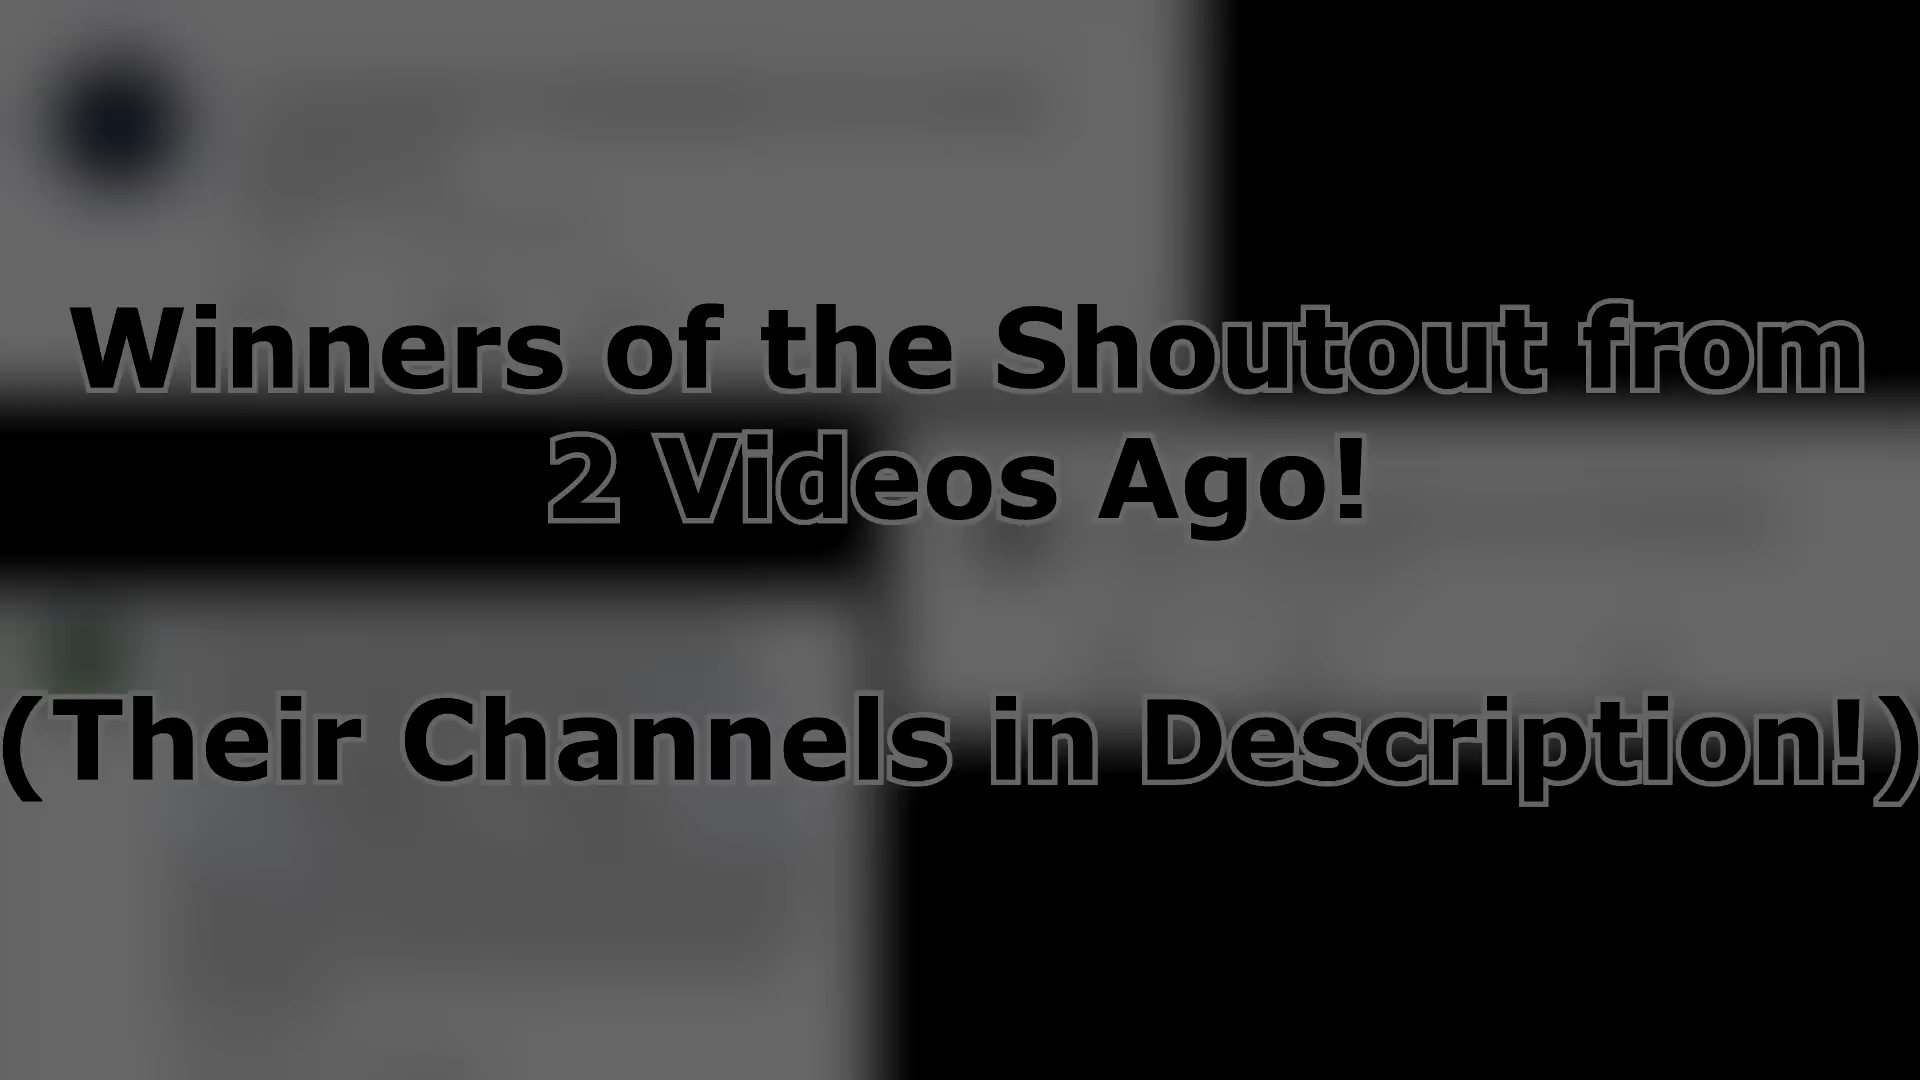 Winners of the Shoutout from
2 Videos Ago!
(Their Channels in Description!)